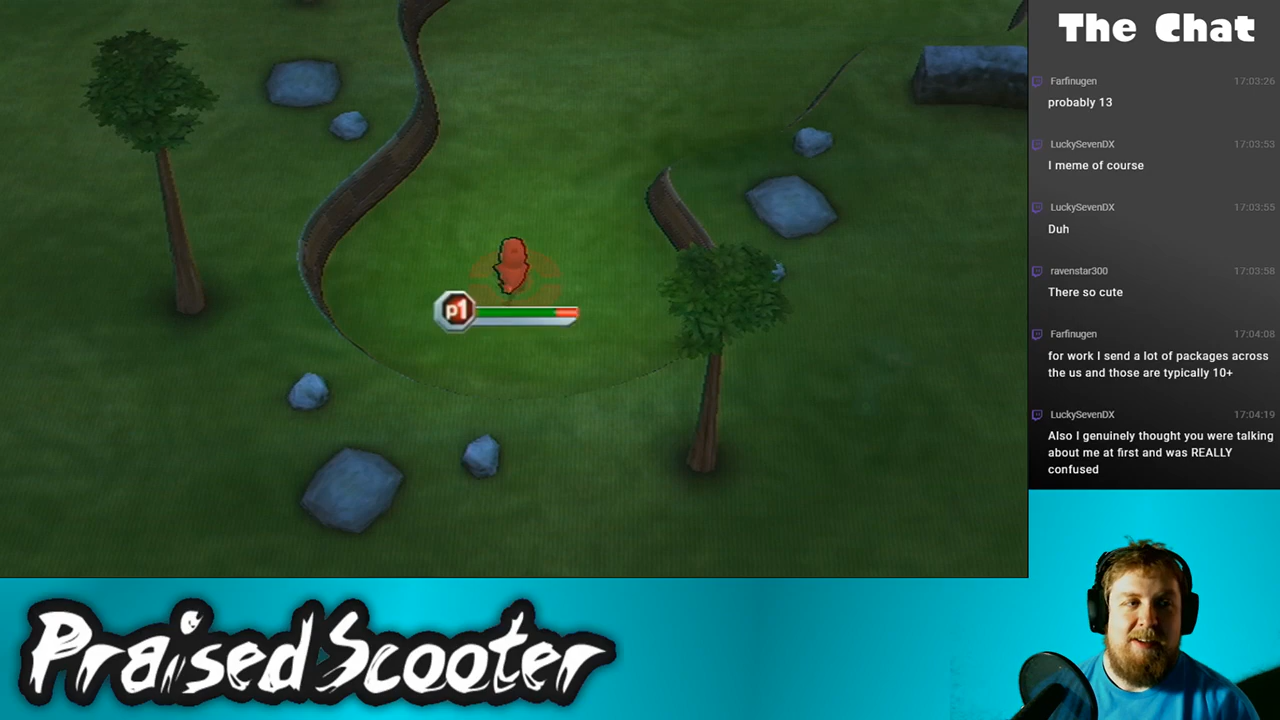 The Chat
Farfinugen 17:03:26
probably 13
LuckySevenDX 17:03:53
I meme of course
LuckySevenDX 17:03:55
Duh
ravenstar300 17:03:58
There so cute
Farfinugen 17:04:08
for work I send a lot of packages across
the us and those are typically 10+
LuckySevenDX 17:04:19
Also I genuinely thought you were talking
about me at first and was REALLY
confused
p1
PraisedScooter